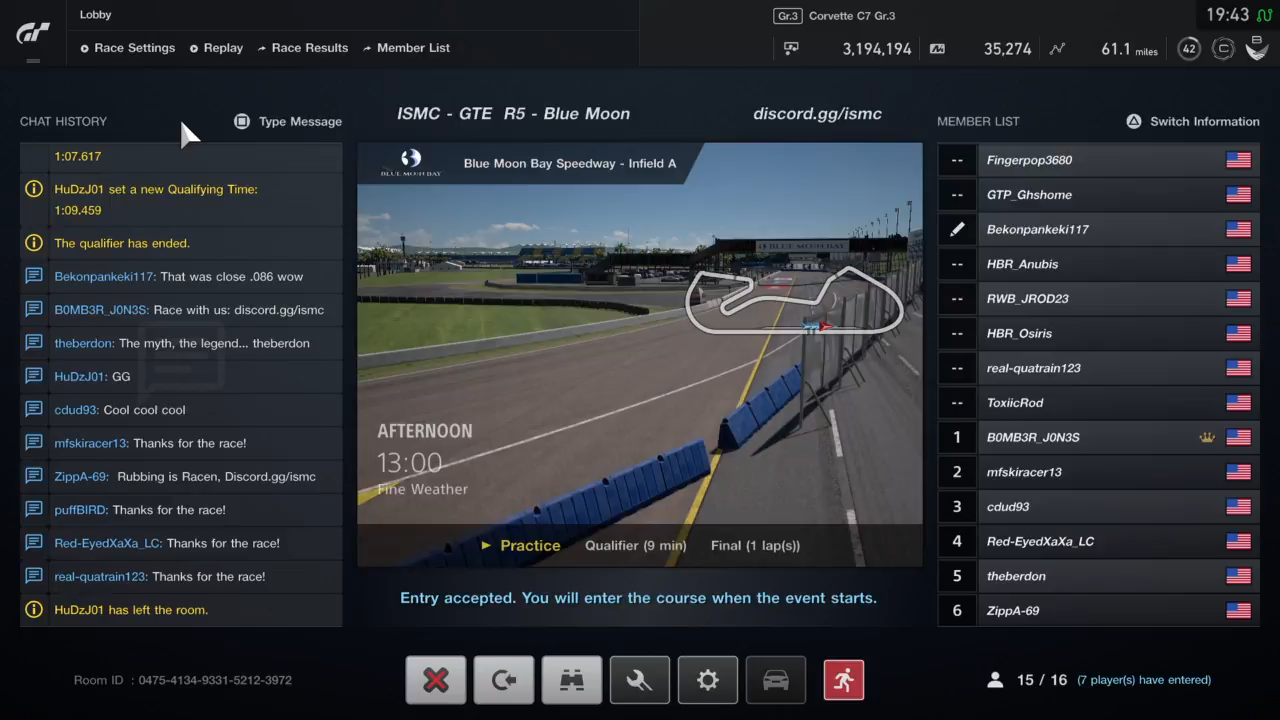 Lobby
Gr.3 Corvette C7 Gr.3
19:43
Race Settings Replay Race Results Member List
3,194,194 35,274 61.1 miles 42 C B
CHAT HISTORY Type Message
1:07.617
HuDzJ01 set a new Qualifying Time:
1:09.459
The qualifier has ended.
Bekonpankeki117: That was close .086 wow
B0MB3R_J0N3S: Race with us: discord.gg/ismc
theberdon: The myth, the legend... theberdon
HuDzJ01: GG
cdud93: Cool cool cool
mfskiracer13: Thanks for the race!
ZippA-69: Rubbing is Racen, Discord.gg/ismc
puffBIRD: Thanks for the race!
Red-EyedXaXa_LC: Thanks for the race!
real-quatrain123: Thanks for the race!
HuDzJ01 has left the room.
ISMC - GTE R5 - Blue Moon discord.gg/ismc
BLUE MOON BAY Blue Moon Bay Speedway - Infield A
BLUE MOON BAY
AFTERNOON
13:00
Fine Weather
Practice Qualifier (9 min) Final (1 lap(s))
Entry accepted. You will enter the course when the event starts.
MEMBER LIST Switch Information
-- Fingerpop3680
-- GTP_Ghshome
Bekonpankeki117
-- HBR_Anubis
-- RWB_JROD23
-- HBR_Osiris
-- real-quatrain123
-- ToxiicRod
1 B0MB3R_J0N3S
2 mfskiracer13
3 cdud93
4 Red-EyedXaXa_LC
5 theberdon
6 ZippA-69
Room ID : 0475-4134-9331-5212-3972
15 / 16 (7 player(s) have entered)